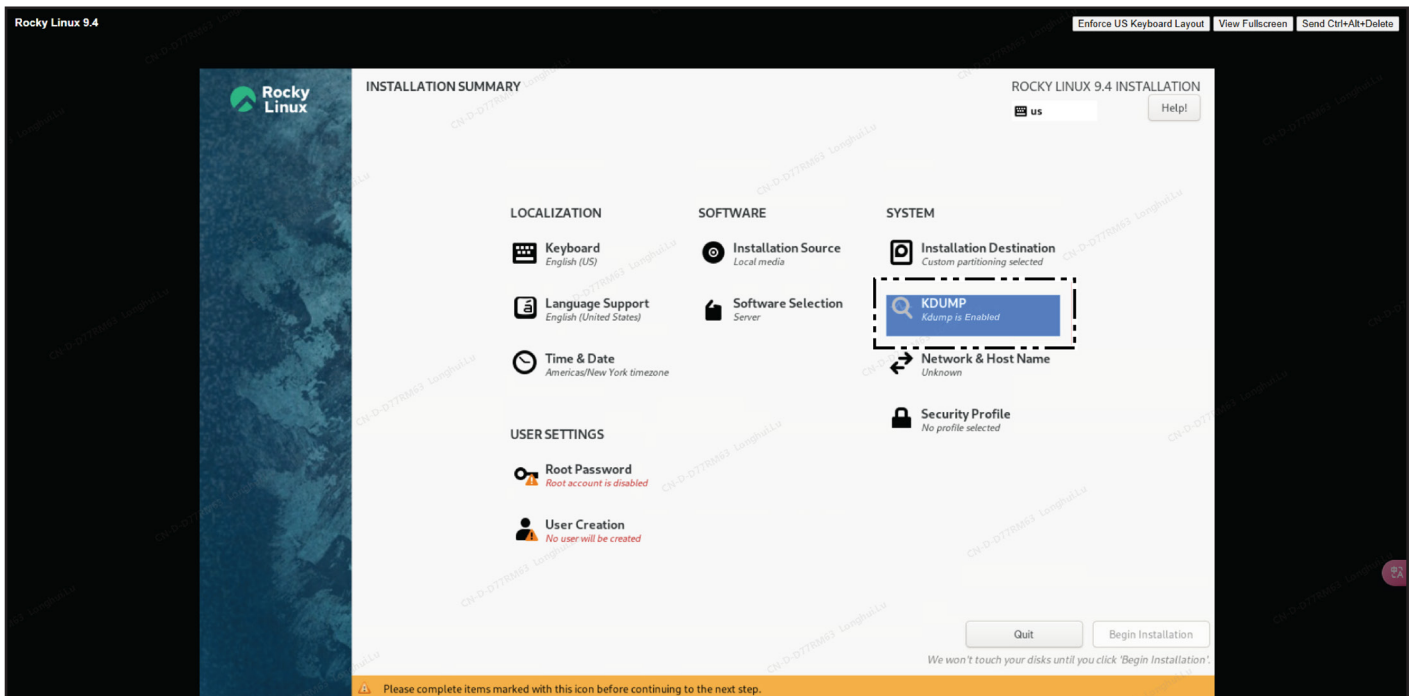 Rocky Linux 9.4
Enforce US Keyboard Layout
View Fullscreen
Send Ctrl+Alt+Delete
Rocky
Linux
INSTALLATION SUMMARY
ROCKY LINUX 9.4 INSTALLATION
us
Help!
LOCALIZATION
Keyboard
English (US)
Language Support
English (United States)
Time & Date
Americas/New York timezone
SOFTWARE
Installation Source
Local media
Software Selection
Server
SYSTEM
Installation Destination
Custom partitioning selected
KDUMP
Kdump is Enabled
Network & Host Name
Unknown
Security Profile
No profile selected
USER SETTINGS
Root Password
Root account is disabled
User Creation
No user will be created
Quit
Begin Installation
We won't touch your disks until you click 'Begin Installation'.
Please complete items marked with this icon before continuing to the next step.